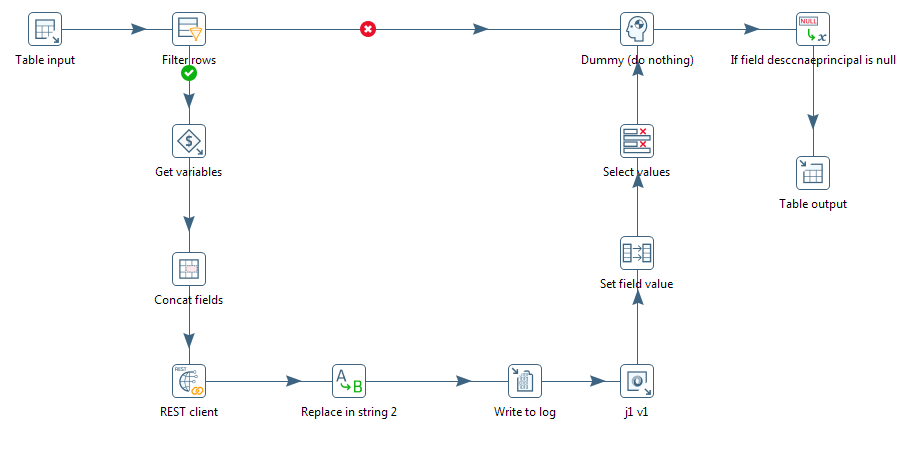 NULL
Table input
Filter rows
Dummy (do nothing)
If field desccnaeprincipal is null
Get variables
Select values
Table output
Concat fields
Set field value
REST
A
B
REST client
Replace in string 2
Write to log
j1 v1